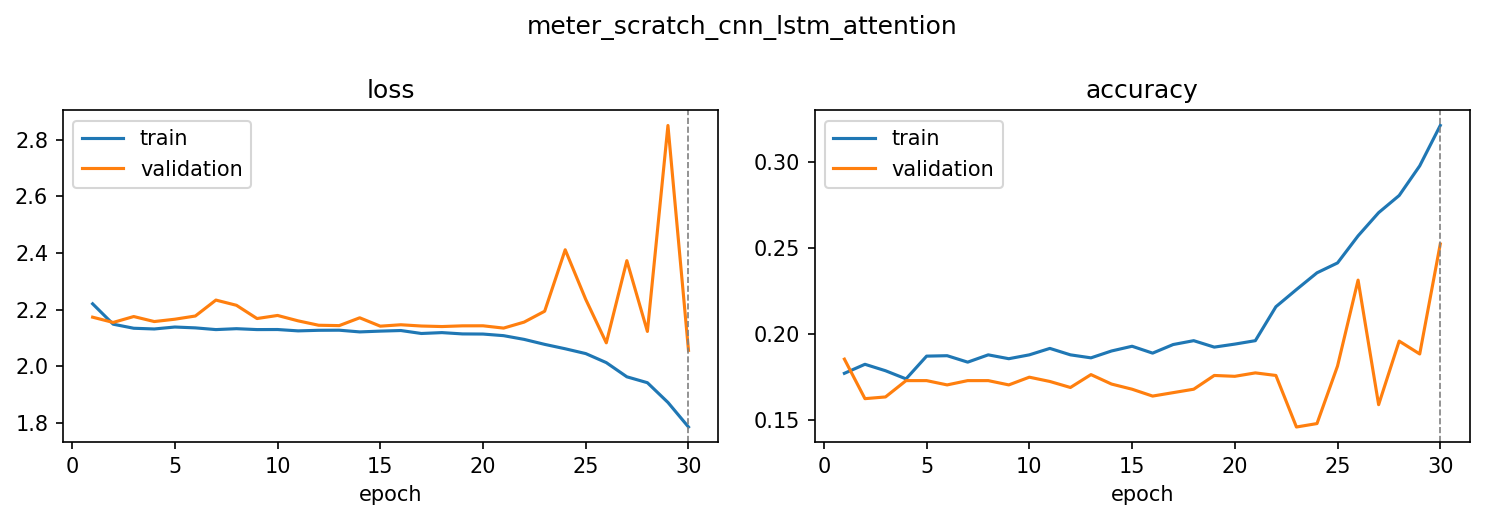 meter_scratch_cnn_lstm_attention
loss
train
validation
2.8
2.6
2.4
2.2
2.0
1.8
0 5 10 15 20 25 30
epoch
accuracy
train
validation
0.30
0.25
0.20
0.15
0 5 10 15 20 25 30
epoch